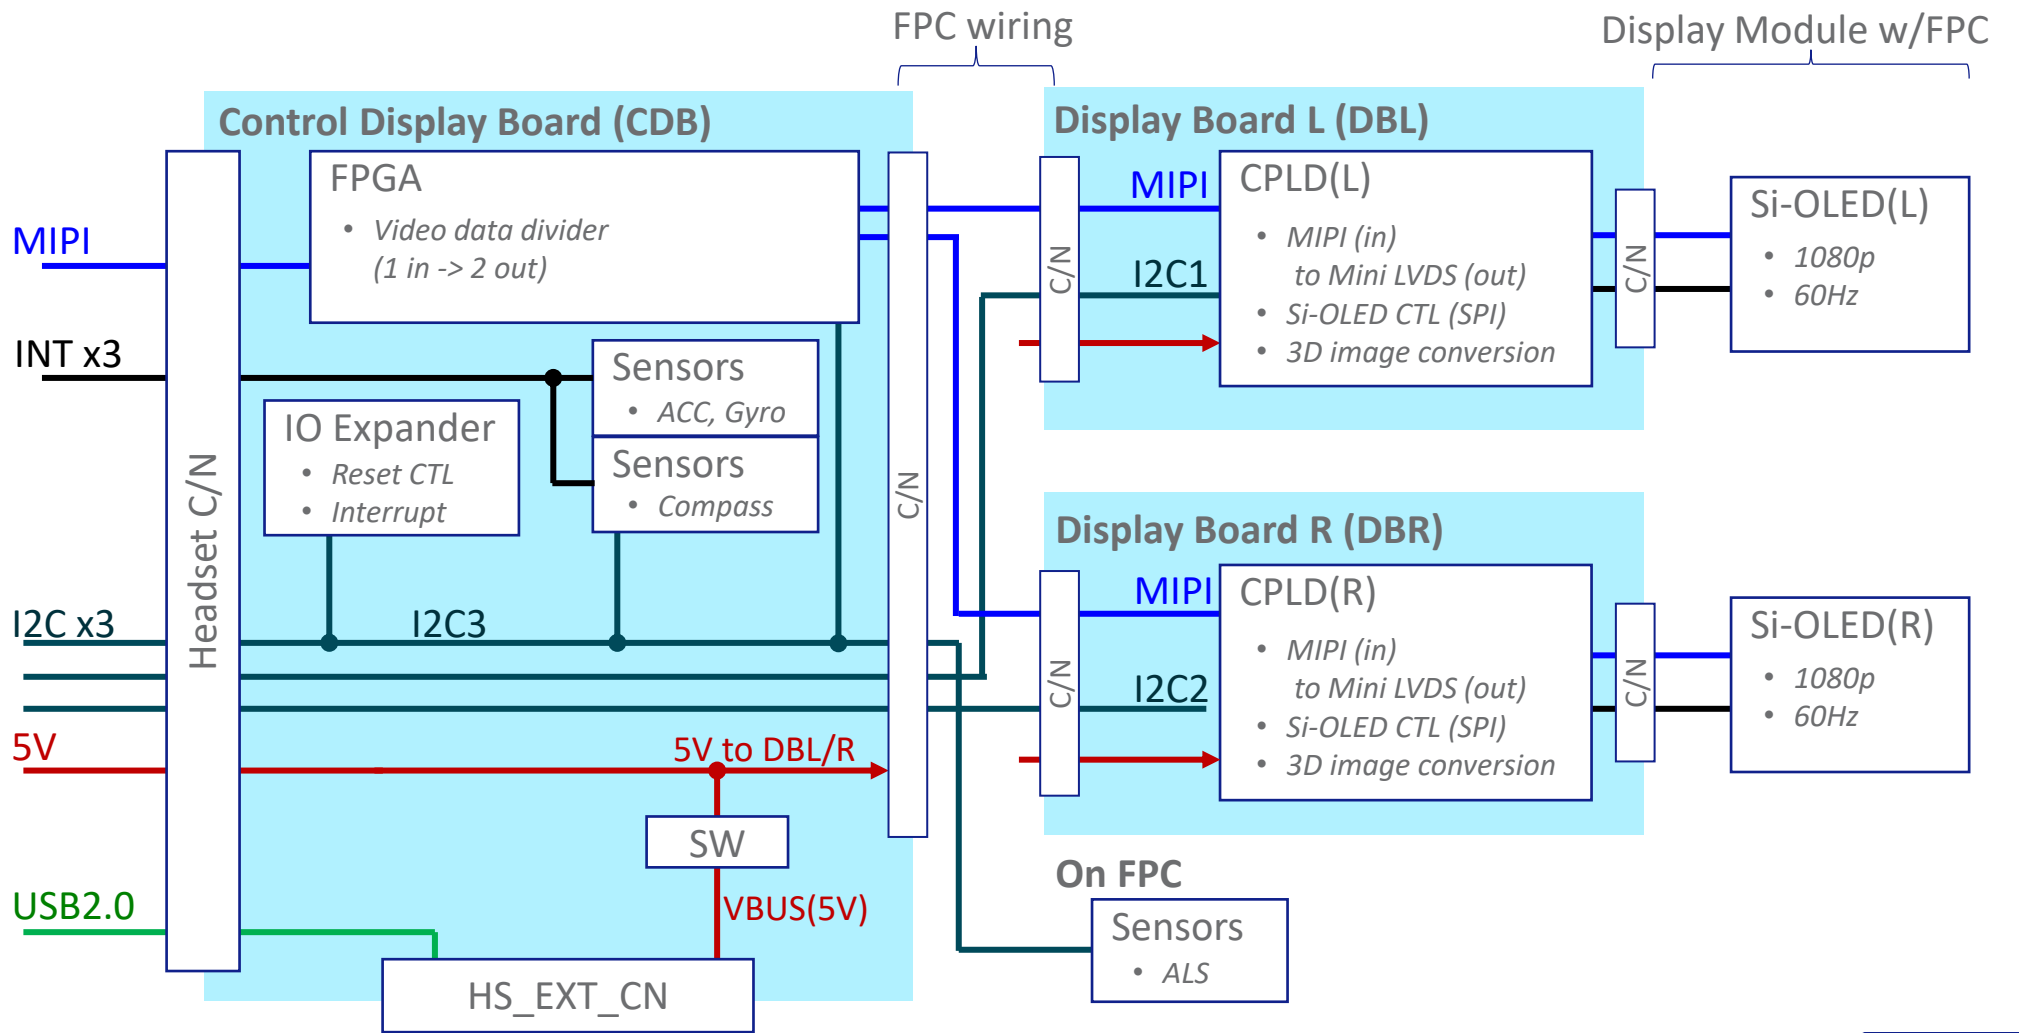 FPC wiring
Display Module w/FPC
Control Display Board (CDB)
FPGA
• Video data divider
(1 in -> 2 out)
MIPI
INT x3
Sensors
• ACC, Gyro
Sensors
• Compass
IO Expander
• Reset CTL
• Interrupt
Headset C/N
I2C x3
I2C3
5V
5V to DBL/R
SW
VBUS(5V)
USB2.0
HS_EXT_CN
C/N
Display Board L (DBL)
C/N
MIPI
I2C1
CPLD(L)
• MIPI (in)
to Mini LVDS (out)
• Si-OLED CTL (SPI)
• 3D image conversion
C/N
Si-OLED(L)
• 1080p
• 60Hz
Display Board R (DBR)
C/N
MIPI
I2C2
CPLD(R)
• MIPI (in)
to Mini LVDS (out)
• Si-OLED CTL (SPI)
• 3D image conversion
C/N
Si-OLED(R)
• 1080p
• 60Hz
On FPC
Sensors
• ALS